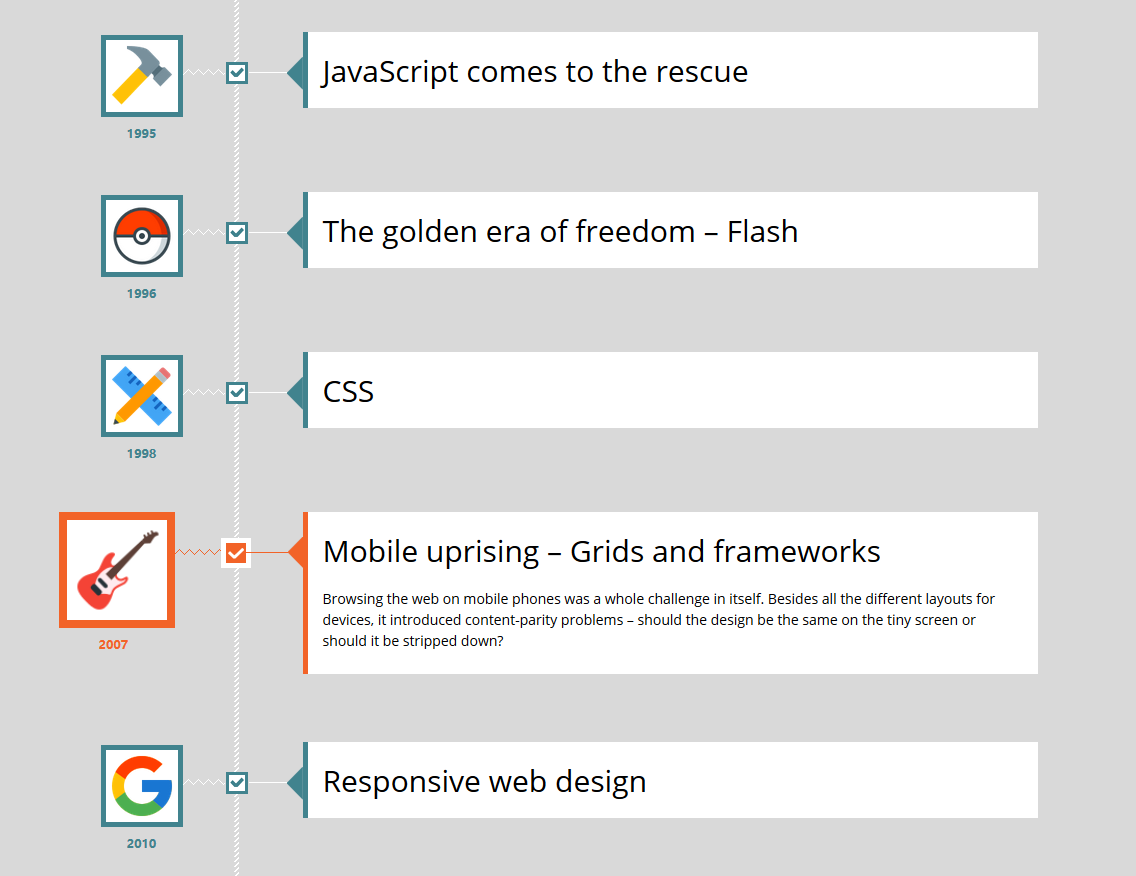 JavaScript comes to the rescue
1995
The golden era of freedom – Flash
1996
CSS
1998
Mobile uprising – Grids and frameworks
Browsing the web on mobile phones was a whole challenge in itself. Besides all the different layouts for
devices, it introduced content-parity problems – should the design be the same on the tiny screen or
should it be stripped down?
2007
Responsive web design
2010